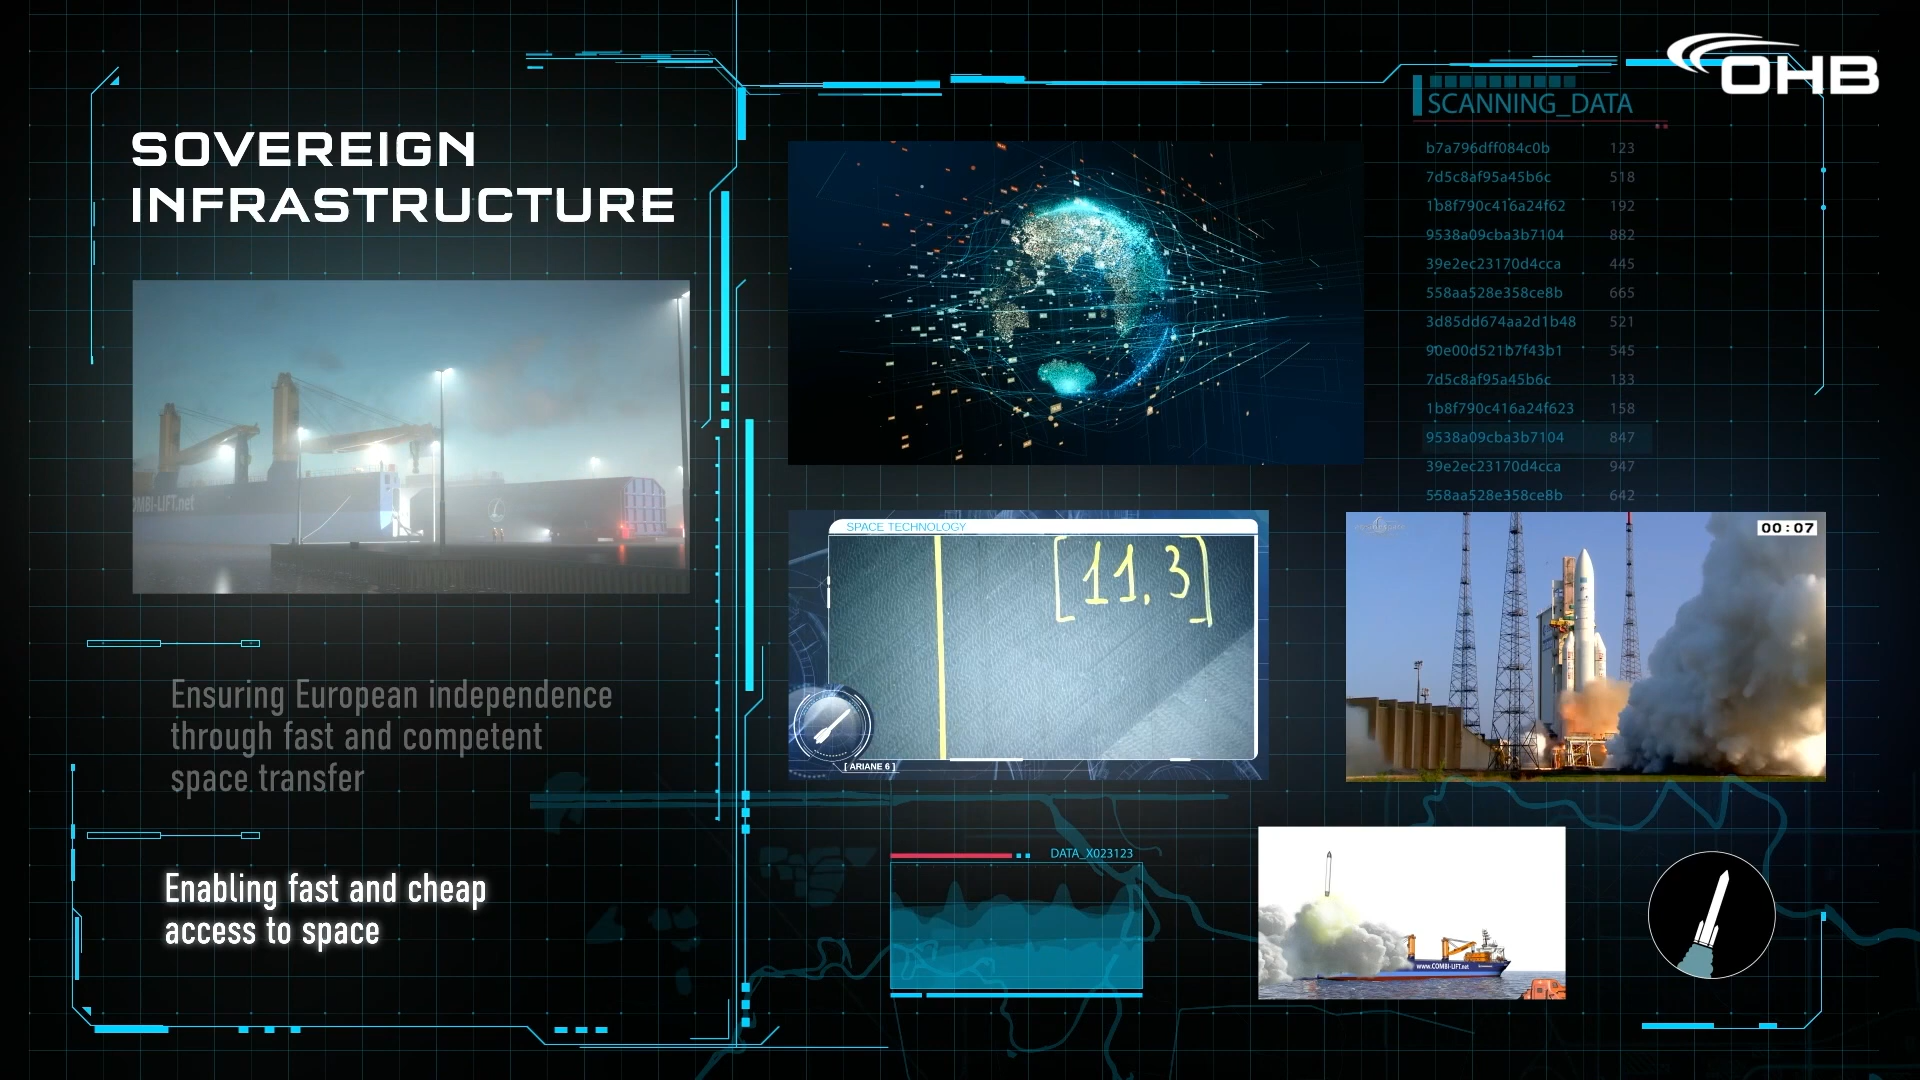 OHB
SOVEREIGN
INFRASTRUCTURE
COMBI-LIFT.net
Ensuring European independence
through fast and competent
space transfer
Enabling fast and cheap
access to space
SCANNING_DATA
b7a796dff084c0b 123
7d5c8af95a45b6c 518
1b8f790c416a24f62 192
9538a09cba3b7104 882
39e2ec23170d4cca 445
558aa528e358ce8b 665
3d85dd674aa2d1b48 521
90e00d521b7f43b1 545
7d5c8af95a45b6c 133
1b8f790c416a24f623 158
9538a09cba3b7104 847
39e2ec23170d4cca 947
558aa528e358ce8b 642
SPACE TECHNOLOGY
[11,3]
[ ARIANE 6 ]
00:07
DATA_X023123
www.COMBI-LIFT.net